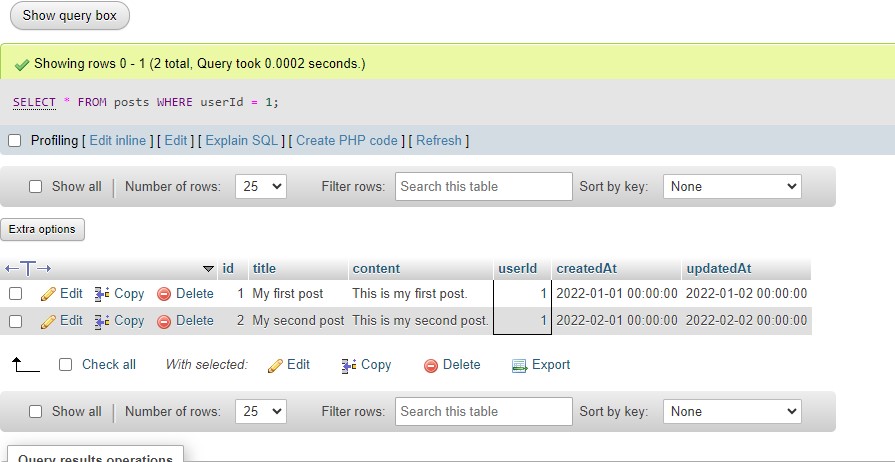 Show query box
Showing rows 0 - 1 (2 total, Query took 0.0002 seconds.)
SELECT * FROM posts WHERE userId = 1;
Profiling [ Edit inline ] [ Edit ] [ Explain SQL ] [ Create PHP code ] [ Refresh ]
Show all Number of rows: 25 Filter rows: Search this table Sort by key: None
Extra options
id title content userId createdAt updatedAt
Edit Copy Delete 1 My first post This is my first post. 1 2022-01-01 00:00:00 2022-01-02 00:00:00
Edit Copy Delete 2 My second post This is my second post. 1 2022-02-01 00:00:00 2022-02-02 00:00:00
Check all With selected: Edit Copy Delete Export
Show all Number of rows: 25 Filter rows: Search this table Sort by key: None
Query results operations